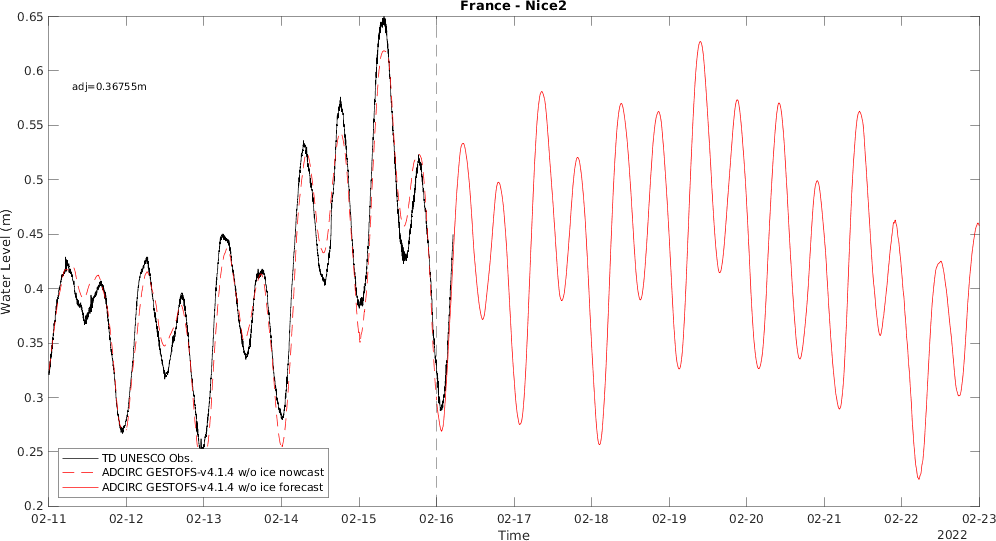 France - Nice2
0.65
0.6
0.55
0.5
0.45
0.4
0.35
0.3
0.25
0.2
Water Level (m)
adj=0.36755m
TD UNESCO Obs.
ADCIRC GESTOFS-v4.1.4 w/o ice nowcast
ADCIRC GESTOFS-v4.1.4 w/o ice forecast
02-11 02-12 02-13 02-14 02-15 02-16 02-17 02-18 02-19 02-20 02-21 02-22 02-23
Time
2022